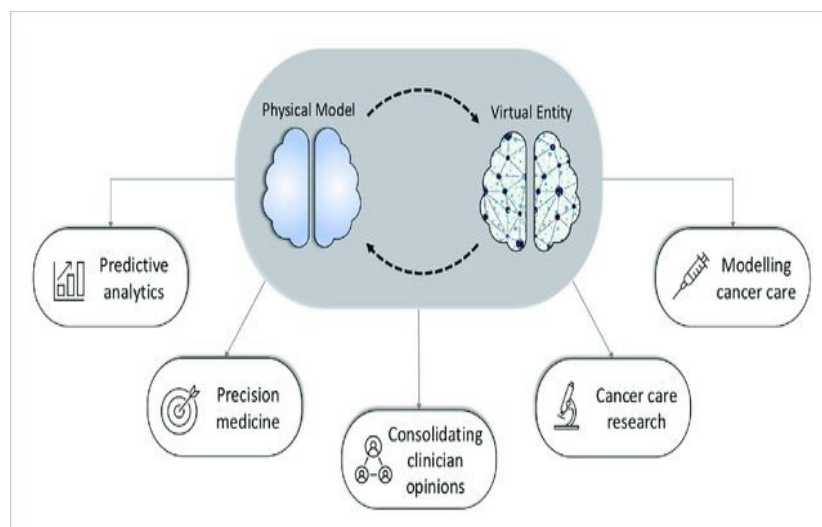 Physical Model
Virtual Entity
Predictive
analytics
Modelling
cancer care
Precision
medicine
Cancer care
research
Consolidating
clinician
opinions